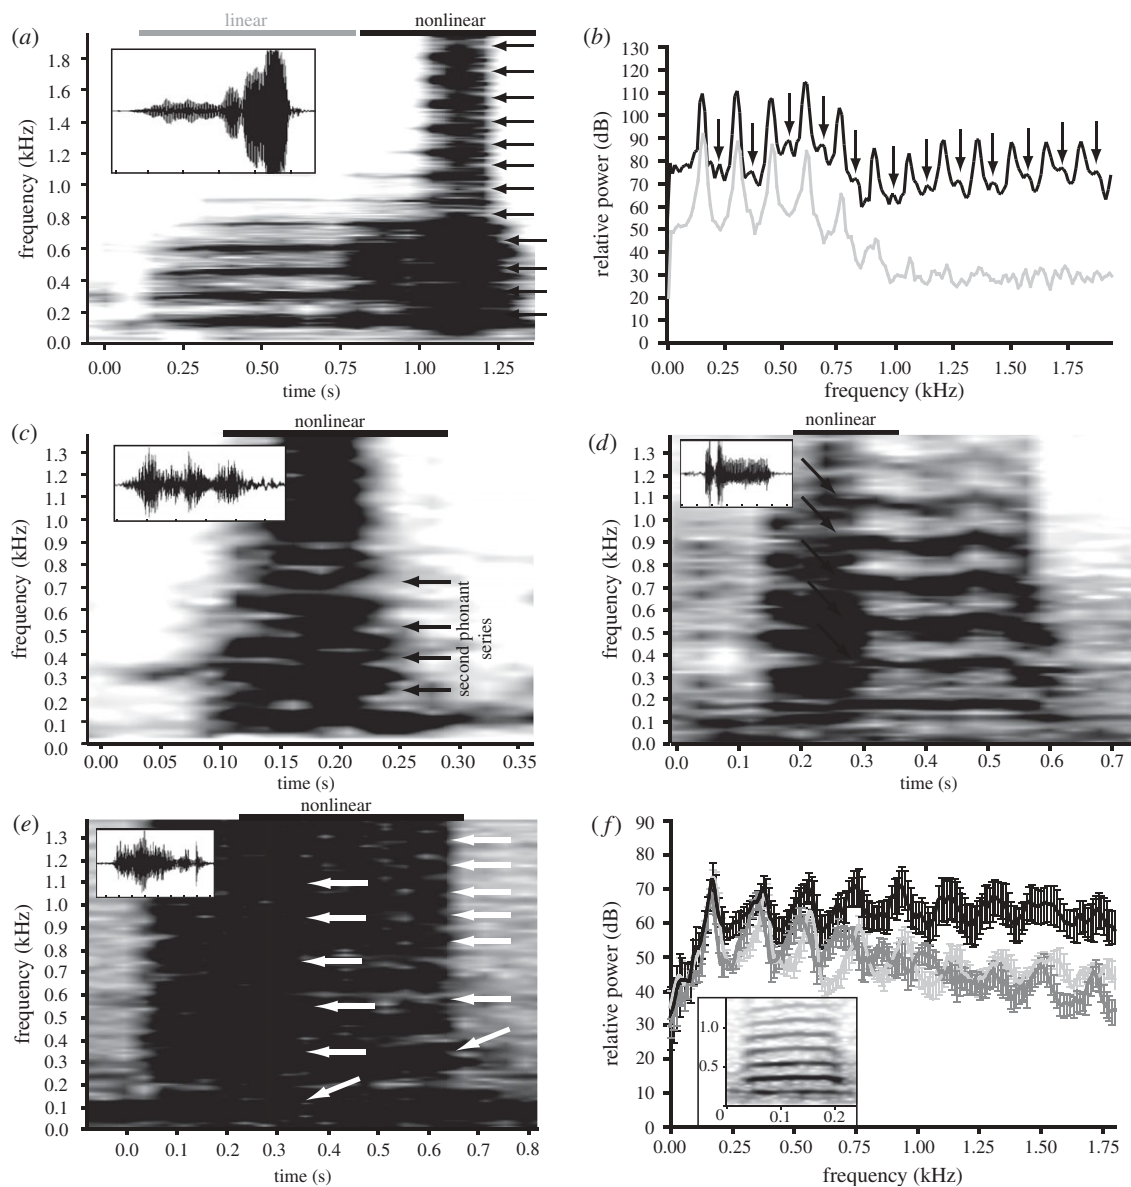 linear
nonlinear
(a)
1.8
1.6
1.4
1.2
1.0
0.8
0.6
0.4
0.2
0.0
frequency (kHz)
0.00 0.25 0.50 0.75 1.00 1.25
time (s)
(b)
130
120
110
100
90
80
70
60
50
40
30
20
10
0
relative power (dB)
0 0.25 0.50 0.75 1.00 1.25 1.50 1.75
frequency (kHz)
nonlinear
(c)
1.3
1.2
1.1
1.0
0.9
0.8
0.7
0.6
0.5
0.4
0.3
0.2
0.1
0.0
frequency (kHz)
second phonant
series
0.00 0.05 0.10 0.15 0.20 0.25 0.30 0.35
time (s)
nonlinear
(d)
1.3
1.2
1.1
1.0
0.9
0.8
0.7
0.6
0.5
0.4
0.3
0.2
0.1
0.0
frequency (kHz)
0.0 0.1 0.2 0.3 0.4 0.5 0.6 0.7
time (s)
nonlinear
(e)
1.3
1.2
1.1
1.0
0.9
0.8
0.7
0.6
0.5
0.4
0.3
0.2
0.1
0.0
frequency (kHz)
0.0 0.1 0.2 0.3 0.4 0.5 0.6 0.7 0.8
time (s)
(f)
90
80
70
60
50
40
30
20
10
0
relative power (dB)
1.0
0.5
0 0.1 0.2
0.00 0.25 0.50 0.75 1.00 1.25 1.50 1.75
frequency (kHz)